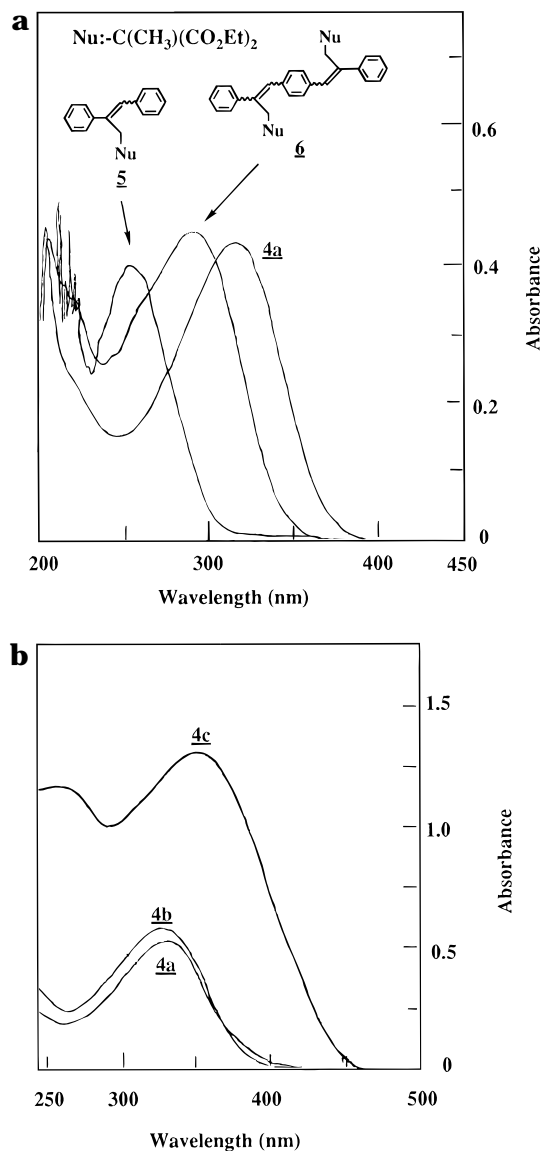 a
Nu:-C(CH3)(CO2Et)2
Nu
Nu
5
Nu
6
4a
0.6
0.4
0.2
0
Absorbance
200
300
400
450
Wavelength (nm)
b
4c
4b
4a
1.5
1.0
0.5
0
Absorbance
250
300
400
500
Wavelength (nm)